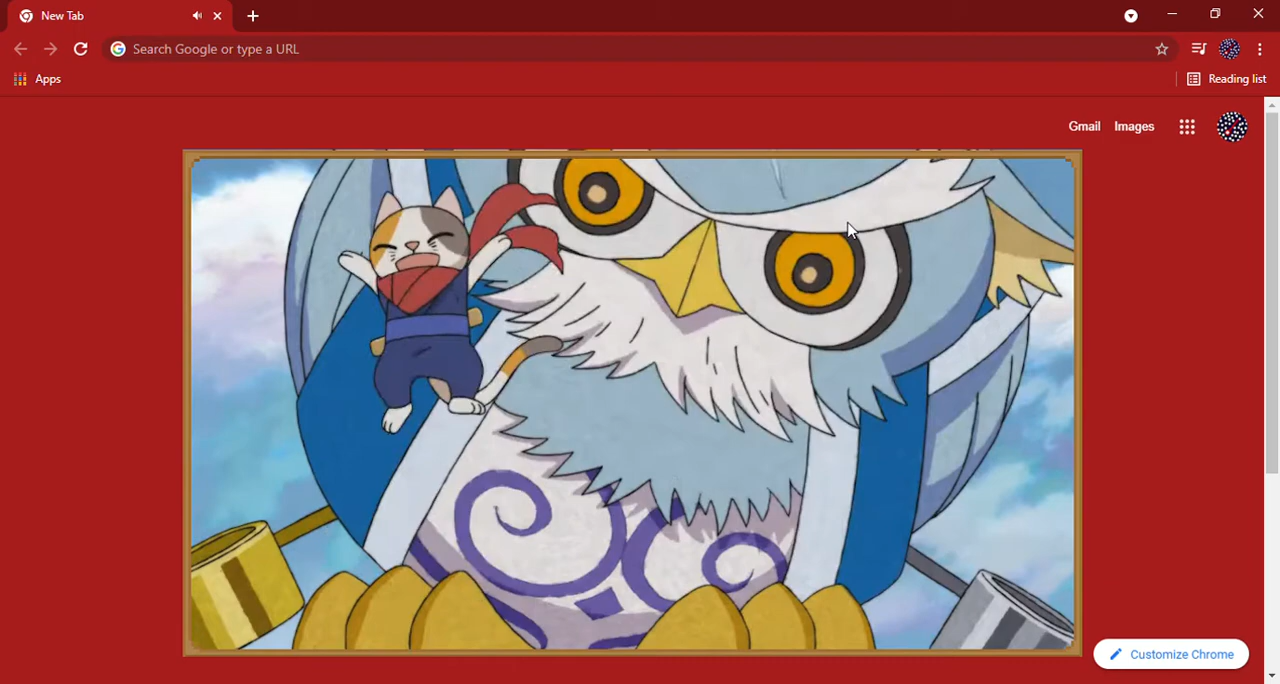 New Tab
Search Google or type a URL
Apps
Reading list
Gmail Images
Customize Chrome